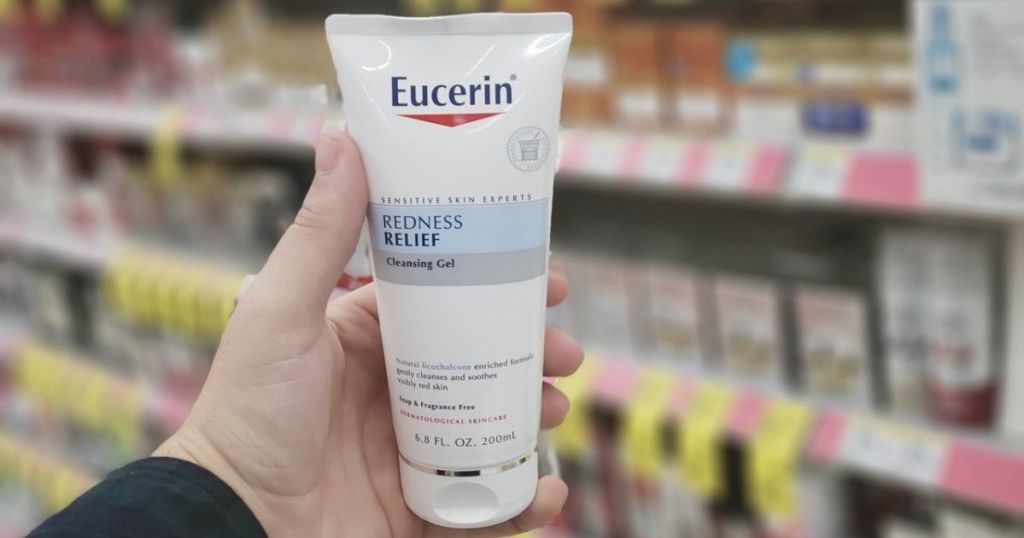 Eucerin®
SENSITIVE SKIN EXPERTS
REDNESS
RELIEF
Cleansing Gel
Natural licochalcone enriched formula
gently cleanses and soothes
visibly red skin
Soap & Fragrance Free
DERMATOLOGICAL SKINCARE
6.8 FL. OZ. 200mL